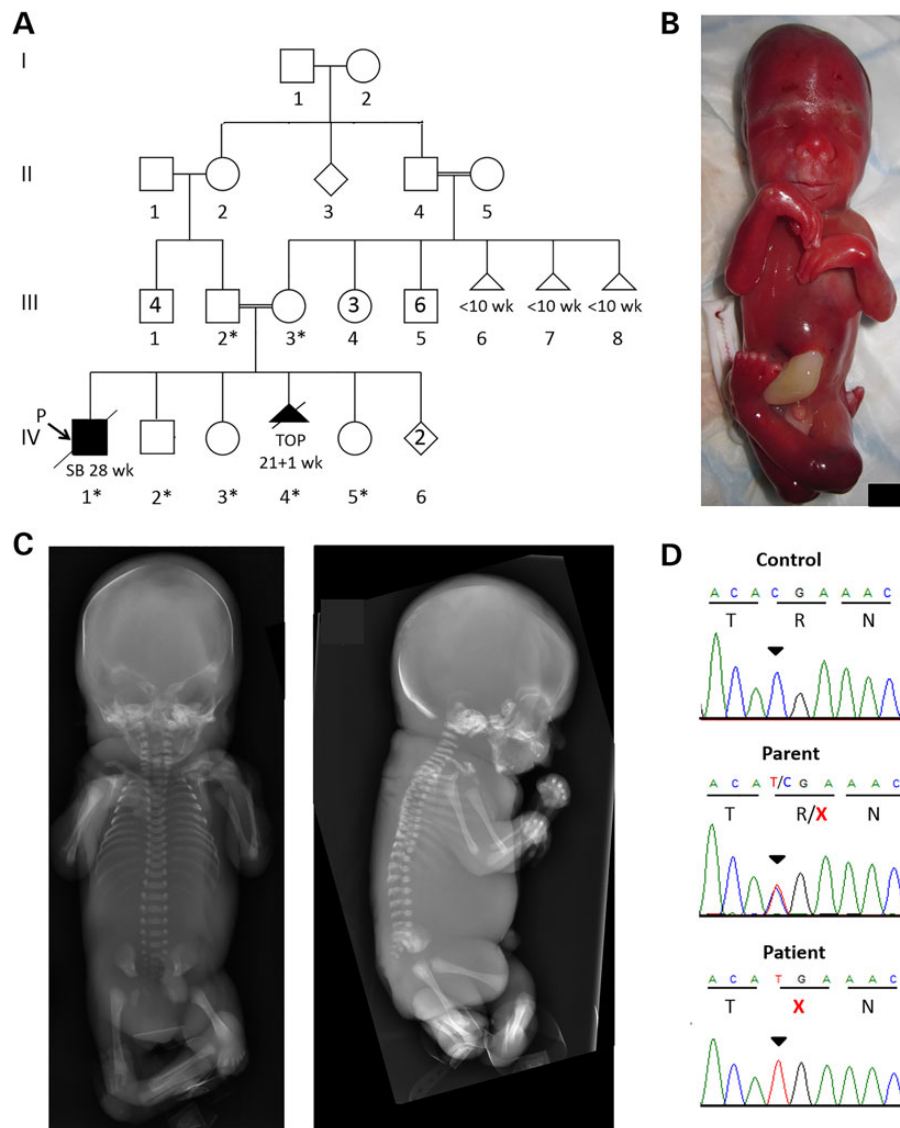 A
B
I
1 2
II
1 2 3 4 5
III
4 3 6 <10 wk <10 wk <10 wk
1 2* 3* 4 5 6 7 8
P
IV
2
SB 28 wk
TOP
21+1 wk
1* 2* 3* 4* 5* 6
C
D
Control
A C A C G A A A C
T R N
Parent
A C A T/C G A A A C
T R/X N
Patient
A C A T G A A A C
T X N